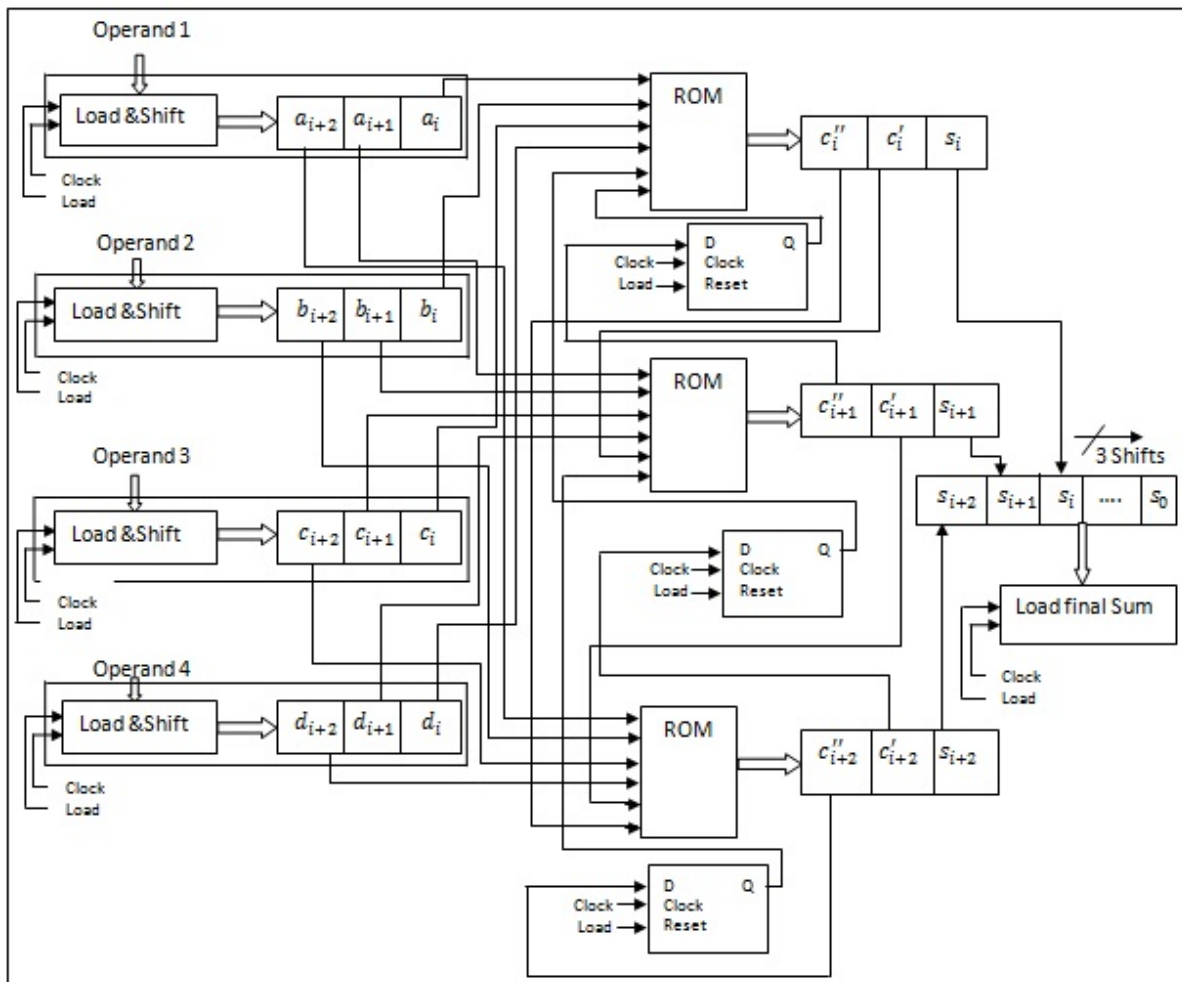 Operand 1
Load &Shift
a_{i+2} a_{i+1} a_i
Clock
Load
Operand 2
Load &Shift
b_{i+2} b_{i+1} b_i
Clock
Load
Operand 3
Load &Shift
c_{i+2} c_{i+1} c_i
Clock
Load
Operand 4
Load &Shift
d_{i+2} d_{i+1} d_i
Clock
Load
ROM
c''_i c'_i s_i
D Q
Clock Clock
Load Reset
ROM
c''_{i+1} c'_{i+1} s_{i+1}
D Q
Clock Clock
Load Reset
ROM
c''_{i+2} c'_{i+2} s_{i+2}
D Q
Clock Clock
Load Reset
3 Shifts
s_{i+2} s_{i+1} s_i .... s_0
Load final Sum
Clock
Load